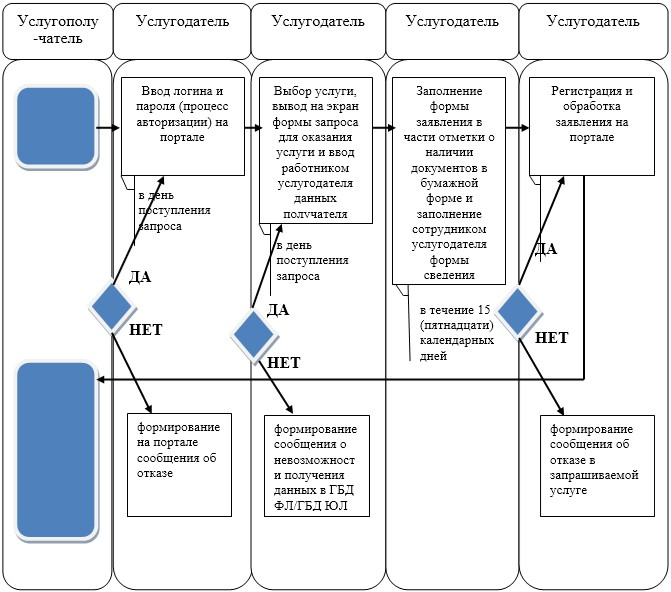 Услугополу
-чатель
Услугодатель
Услугодатель
Услугодатель
Услугодатель
Ввод логина и
пароля (процесс
авторизации) на
портале
в день
поступления
запроса
ДА
НЕТ
формирование
на портале
сообщения об
отказе
Выбор услуги,
вывод на экран
формы запроса
для оказания
услуги и ввод
работником
услугодателя
данных
получателя
в день
поступления
запроса
ДА
НЕТ
формирование
сообщения о
невозможност
и получения
данных в ГБД
ФЛ/ГБД ЮЛ
Заполнение
формы
заявления в
части отметки о
наличии
документов в
бумажной
форме и
заполнение
сотрудником
услугодателя
формы
сведения
в течение 15
(пятнадцати)
календарных
дней
Регистрация и
обработка
заявления на
портале
ДА
НЕТ
формирование
сообщения об
отказе в
запрашиваемой
услуге